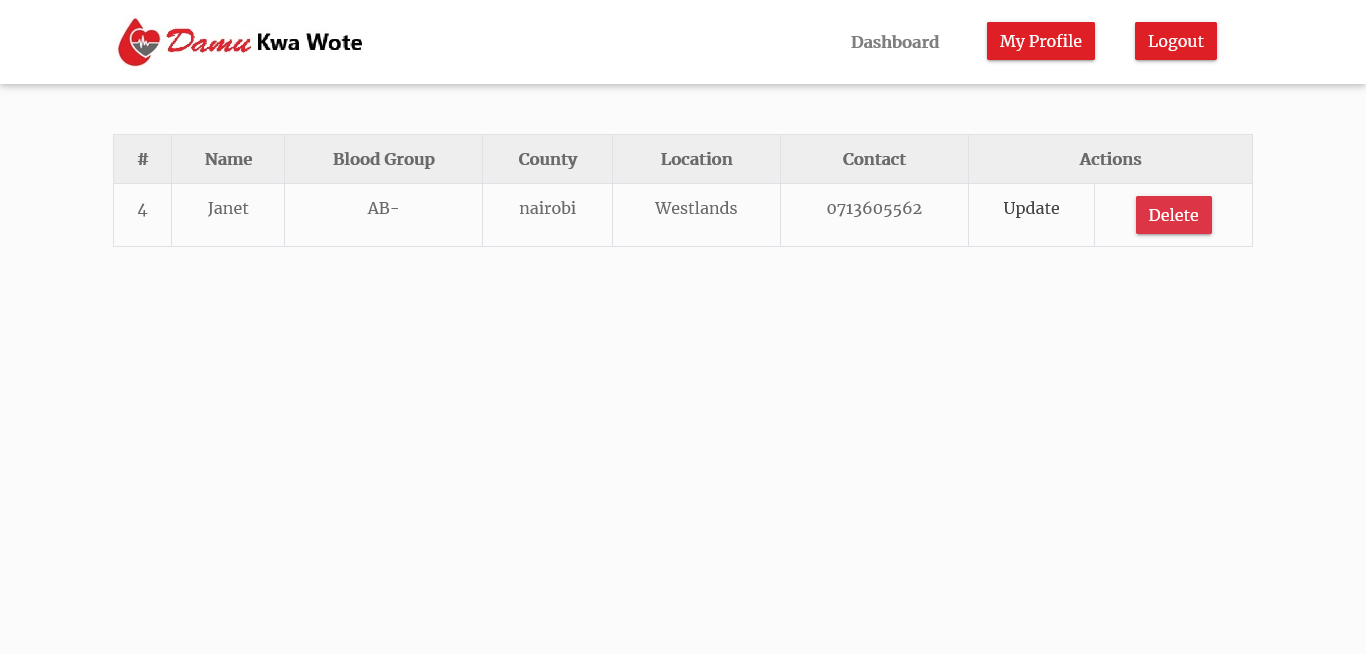 Damu Kwa Wote Dashboard My Profile Logout
# Name Blood Group County Location Contact Actions
4 Janet AB- nairobi Westlands 0713605562 Update Delete